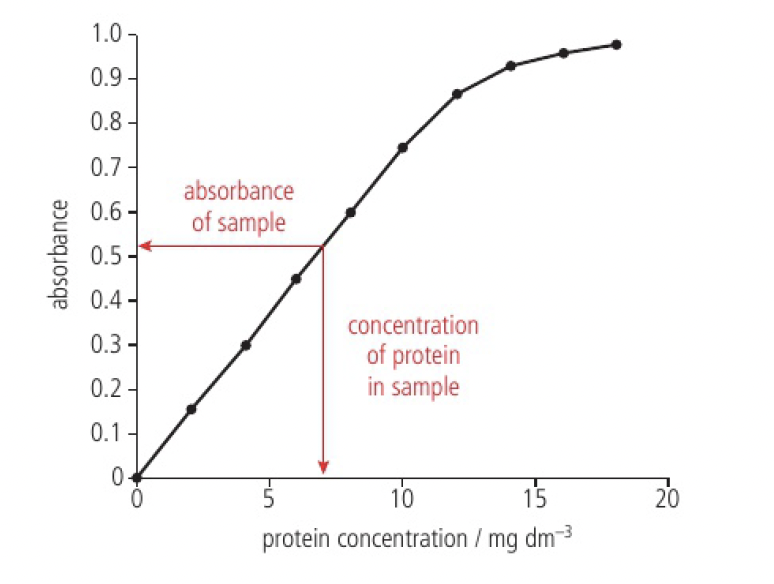 1.0
0.9
0.8
0.7
0.6
0.5
0.4
0.3
0.2
0.1
0
absorbance
absorbance
of sample
concentration
of protein
in sample
0
5
10
15
20
protein concentration / mg dm⁻³